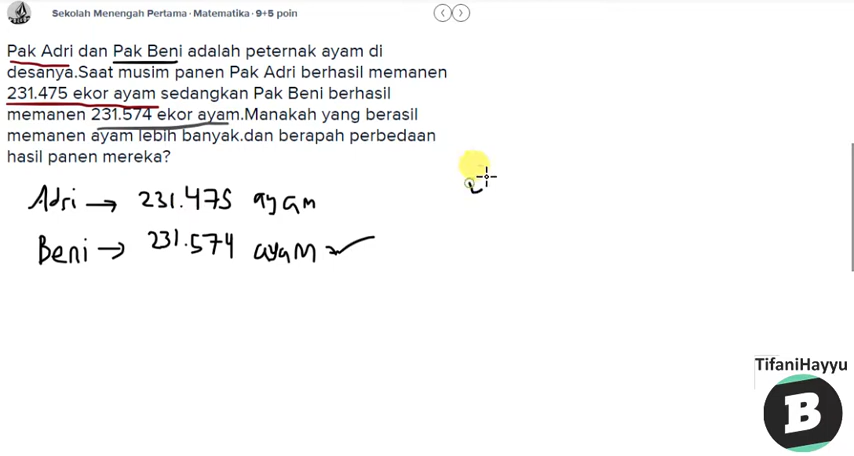 Sekolah Menengah Pertama · Matematika · 9+5 poin
Pak Adri dan Pak Beni adalah peternak ayam di
desanya.Saat musim panen Pak Adri berhasil memanen
231.475 ekor ayam sedangkan Pak Beni berhasil
memanen 231.574 ekor ayam.Manakah yang berasil
memanen ayam lebih banyak.dan berapah perbedaan
hasil panen mereka?
Adri → 231.475 ayam
Beni → 231.574 ayam ✓
TifaniHayyu
B